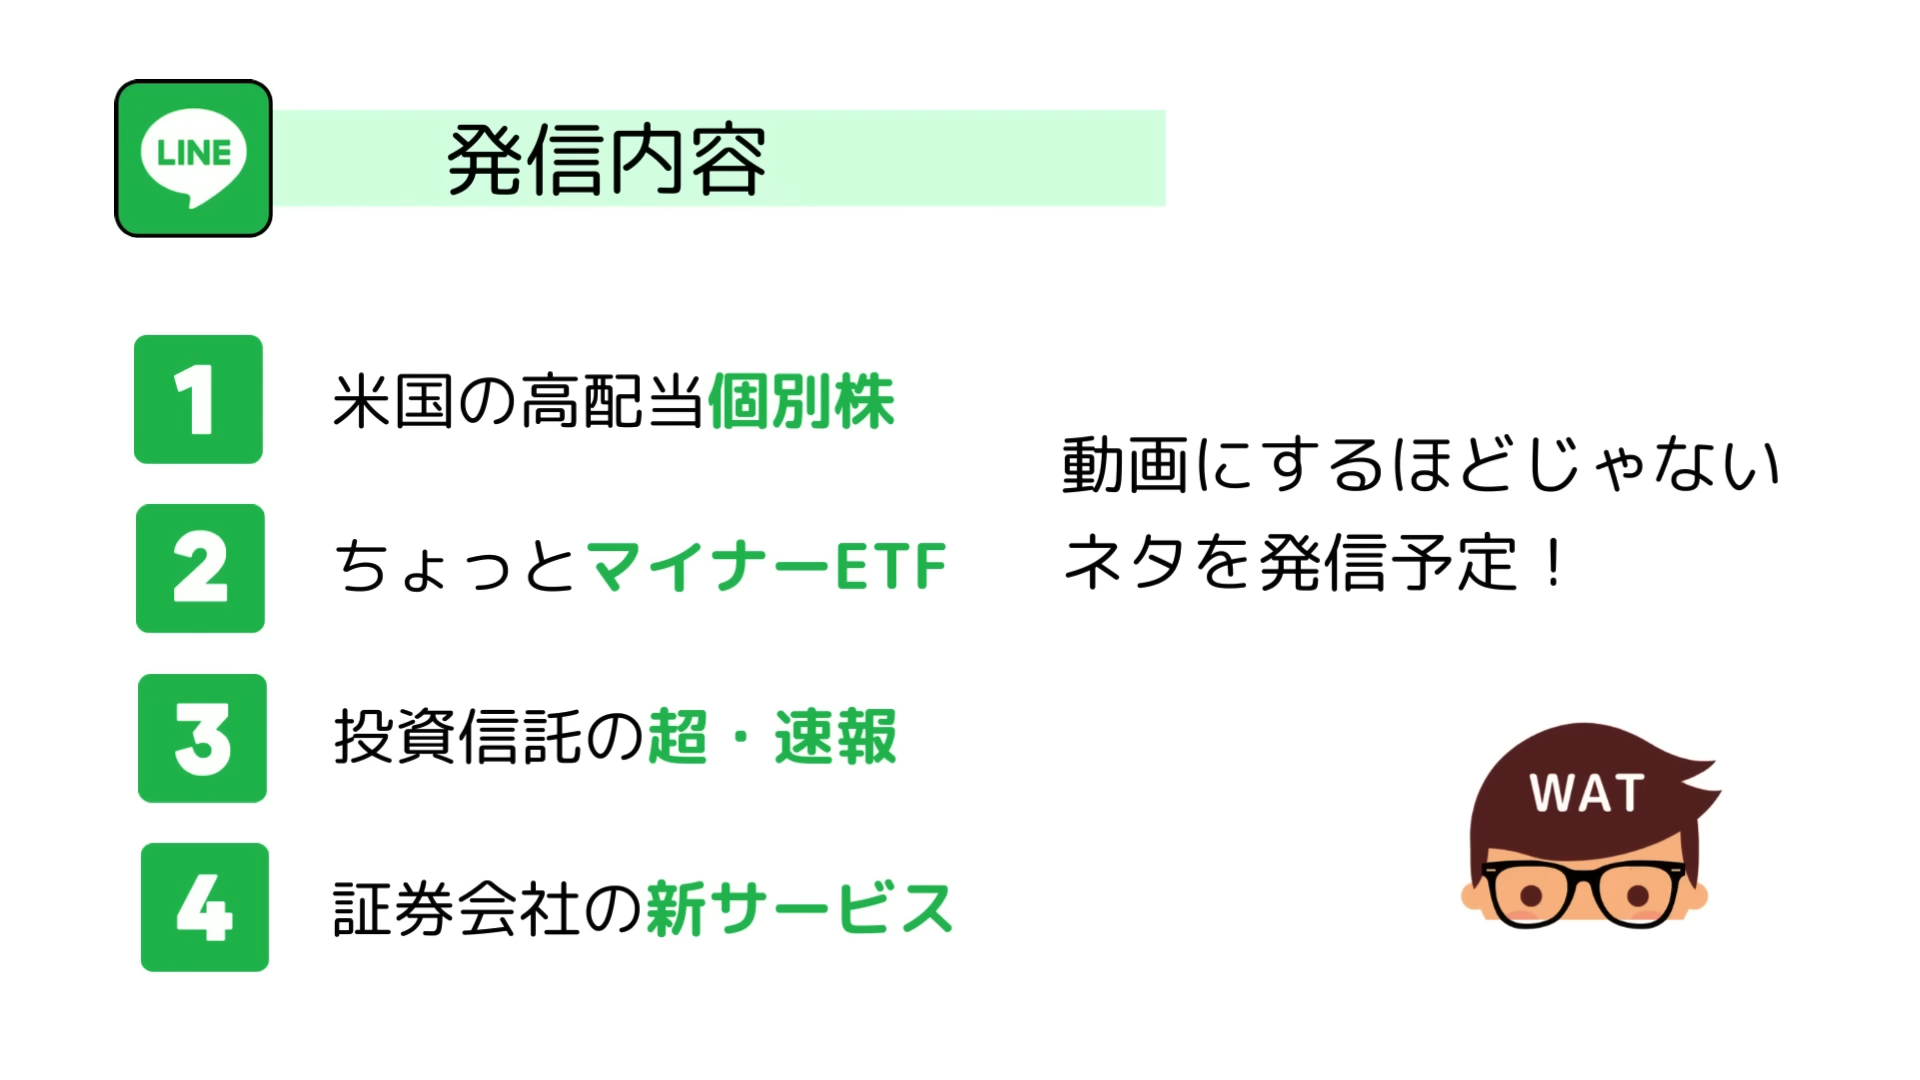 LINE
発信内容
1
米国の高配当個別株
2
ちょっとマイナーETF
3
投資信託の超・速報
4
証券会社の新サービス
動画にするほどじゃない
ネタを発信予定！
WAT